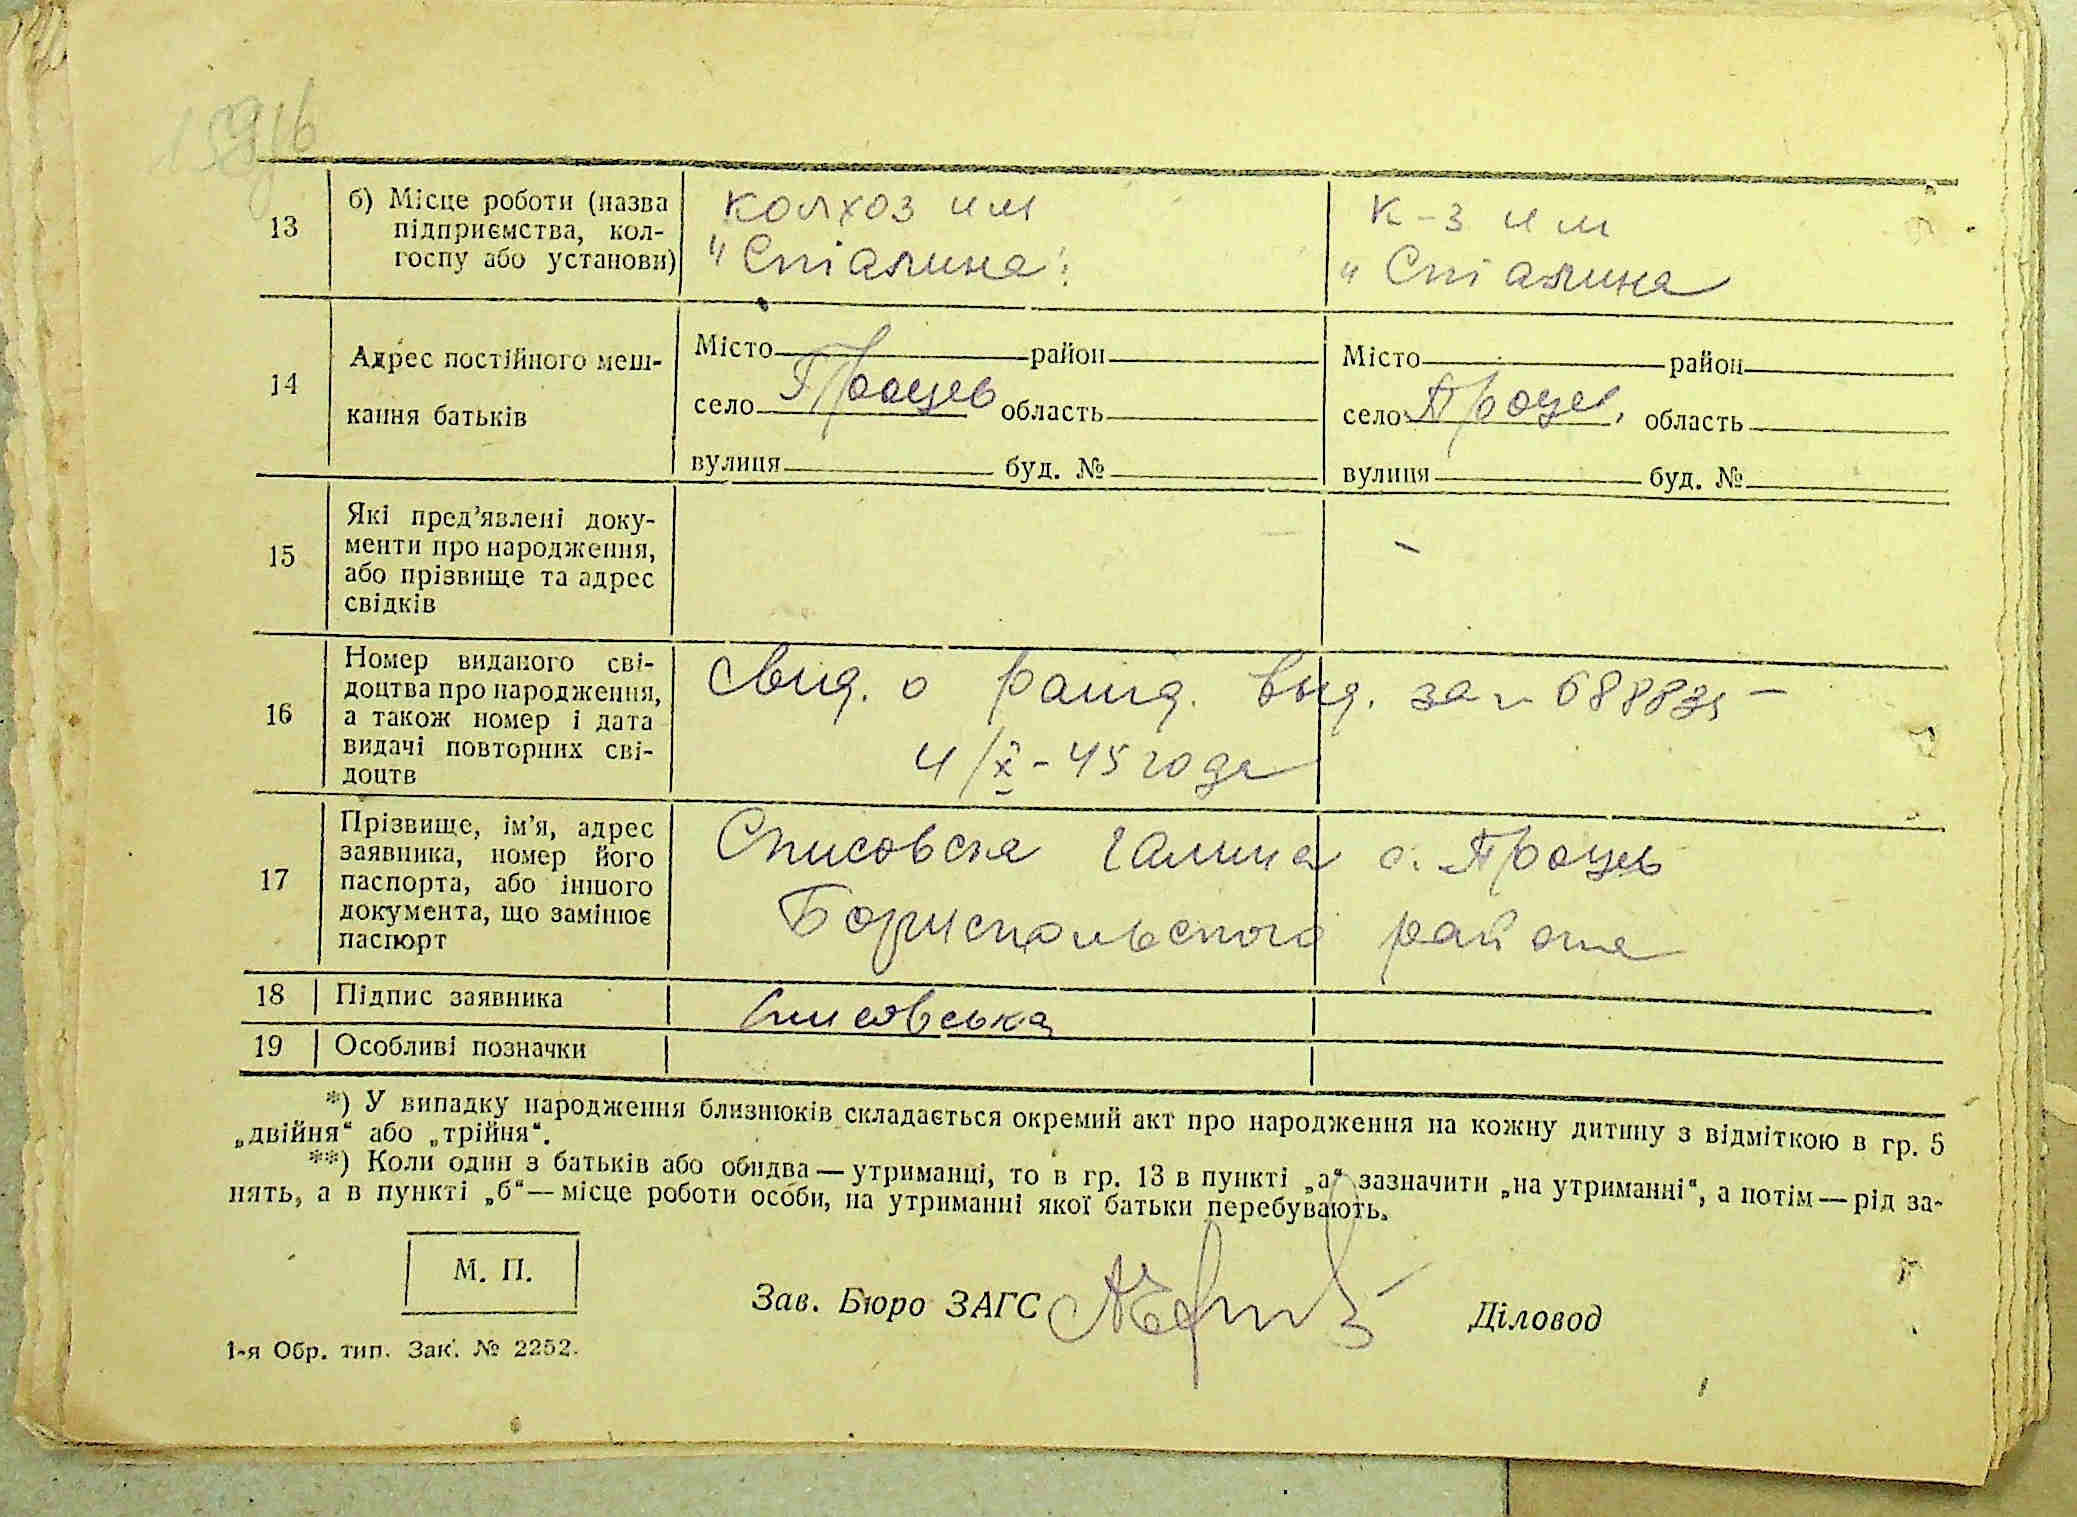 13
б) Місце роботи (назва
підприємства, кол-
госпу або установи)
колхоз им
"Сталина"
к-з им
"Сталина
14
Адрес постійного меш-
кання батьків
Місто район
село Процев область
вулиця буд. №
Місто район
село Процев область
вулиця буд. №
15
Які пред'явлені доку-
менти про народження,
або прізвище та адрес
свідків
16
Номер виданого сві-
доцтва про народження,
а також номер і дата
видачі повторних сві-
доцтв
Свид. о рожд. выд. за №
4/X-45 года
17
Прізвище, ім'я, адрес
заявника, номер його
паспорта, або іншого
документа, що замінює
паспорт
Списовска Галина с. Процев
Бориспольского района
18 Підпис заявника
Списовська
19 Особливі позначки
*) У випадку народження близнюків складається окремий акт про народження на кожну дитину з відміткою в гр. 5
„двійня“ або „трійня“.
**) Коли один з батьків або обидва — утриманці, то в гр. 13 в пункті „а“ зазначити „на утриманні“, а потім — рід за-
нять, а в пункті „б“ — місце роботи особи, на утриманні якої батьки перебувають.
М. П.
Зав. Бюро ЗАГС
Діловод
1-я Обр. тип. Зак. № 2252.